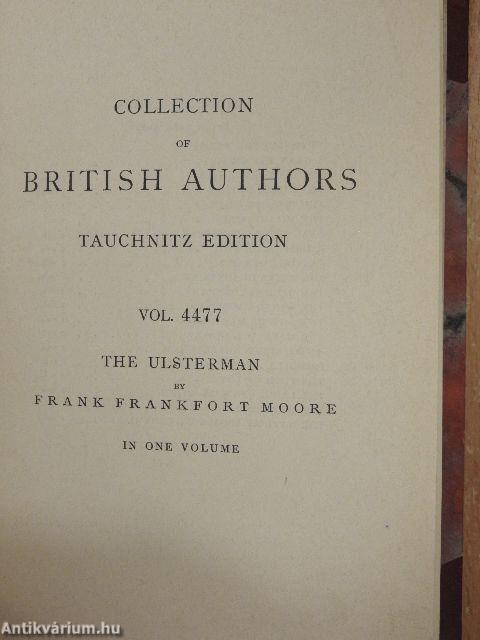 COLLECTION
OF
BRITISH AUTHORS
TAUCHNITZ EDITION
VOL. 4477
THE ULSTERMAN
BY
FRANK FRANKFORT MOORE
IN ONE VOLUME
Antikvárium.hu